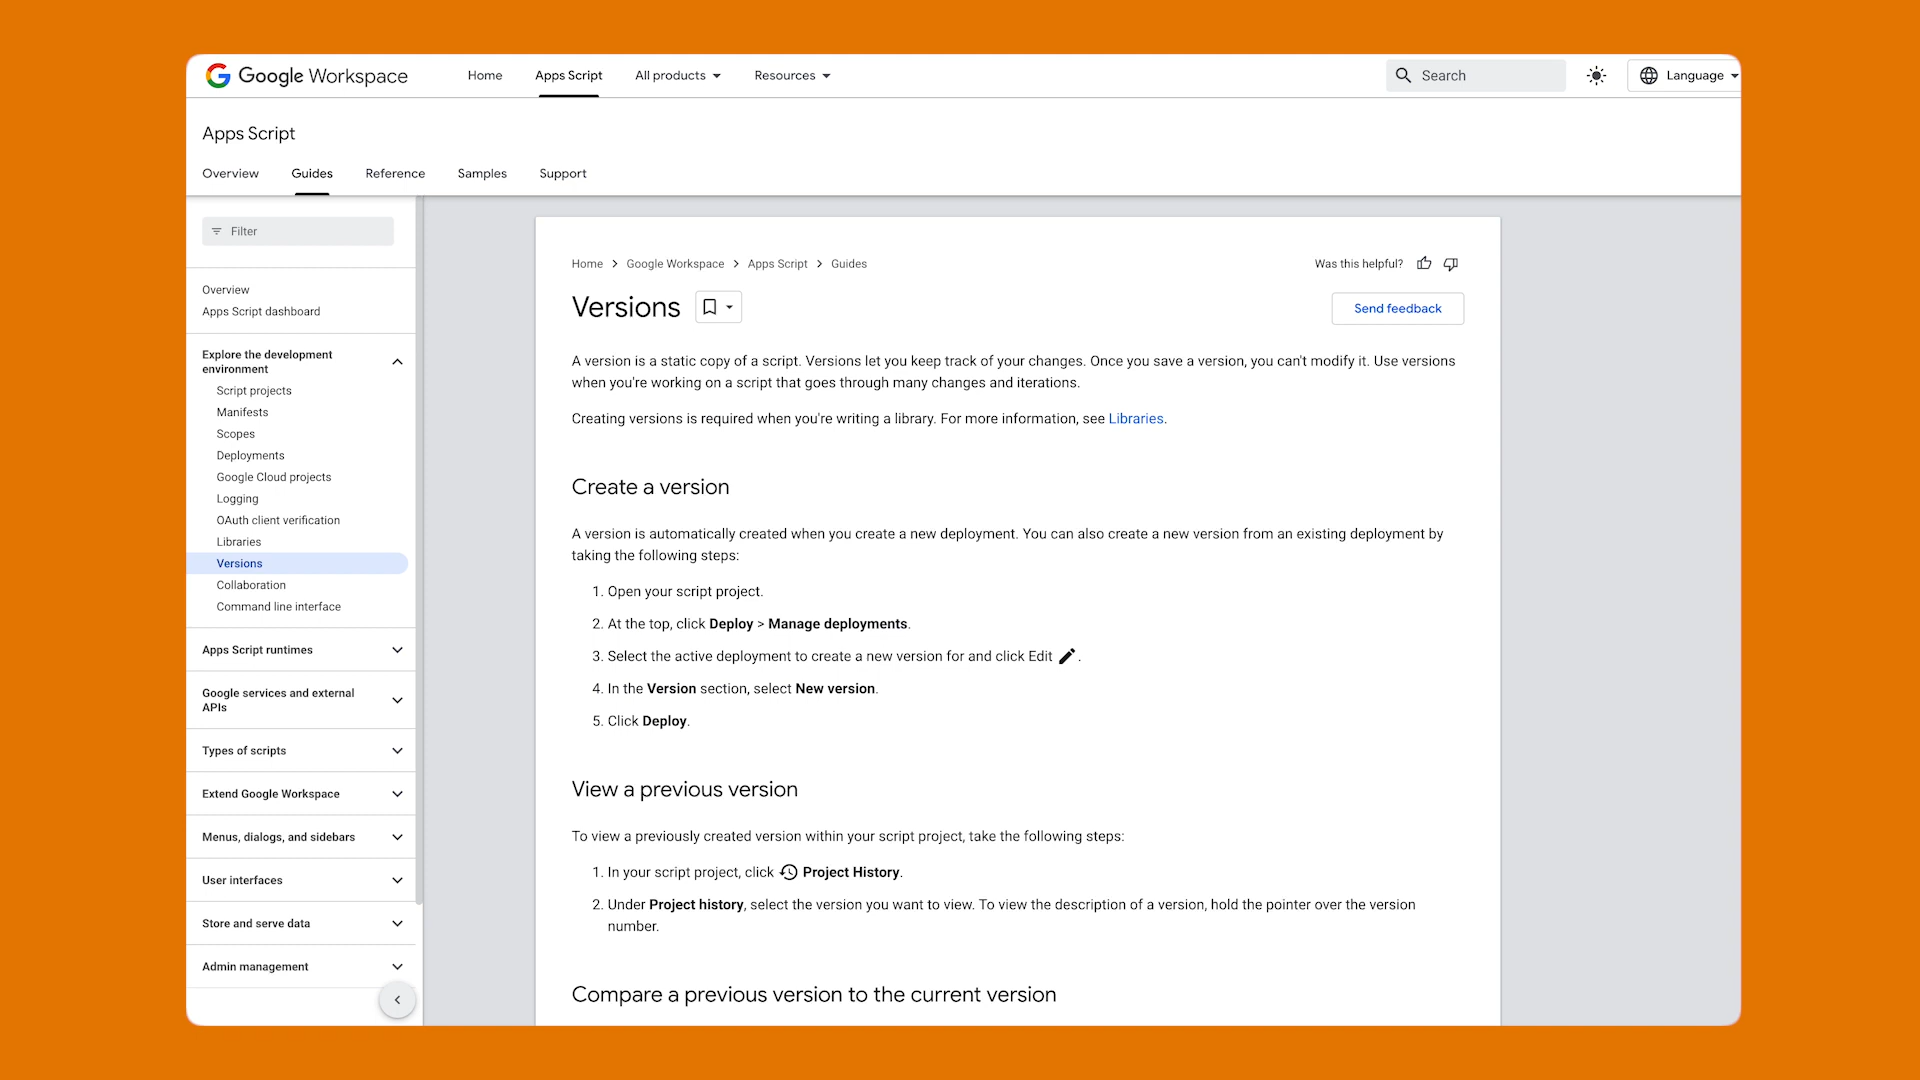 Google Workspace
Home
Apps Script
All products
Resources
Search
Language
Apps Script
Overview
Guides
Reference
Samples
Support
Filter
Overview
Apps Script dashboard
Explore the development
environment
Script projects
Manifests
Scopes
Deployments
Google Cloud projects
Logging
OAuth client verification
Libraries
Versions
Collaboration
Command line interface
Apps Script runtimes
Google services and external
APIs
Types of scripts
Extend Google Workspace
Menus, dialogs, and sidebars
User interfaces
Store and serve data
Admin management
Home > Google Workspace > Apps Script > Guides
Was this helpful?
Versions
Send feedback
A version is a static copy of a script. Versions let you keep track of your changes. Once you save a version, you can't modify it. Use versions
when you're working on a script that goes through many changes and iterations.
Creating versions is required when you're writing a library. For more information, see Libraries.
Create a version
A version is automatically created when you create a new deployment. You can also create a new version from an existing deployment by
taking the following steps:
1. Open your script project.
2. At the top, click Deploy > Manage deployments.
3. Select the active deployment to create a new version for and click Edit .
4. In the Version section, select New version.
5. Click Deploy.
View a previous version
To view a previously created version within your script project, take the following steps:
1. In your script project, click Project History.
2. Under Project history, select the version you want to view. To view the description of a version, hold the pointer over the version
number.
Compare a previous version to the current version